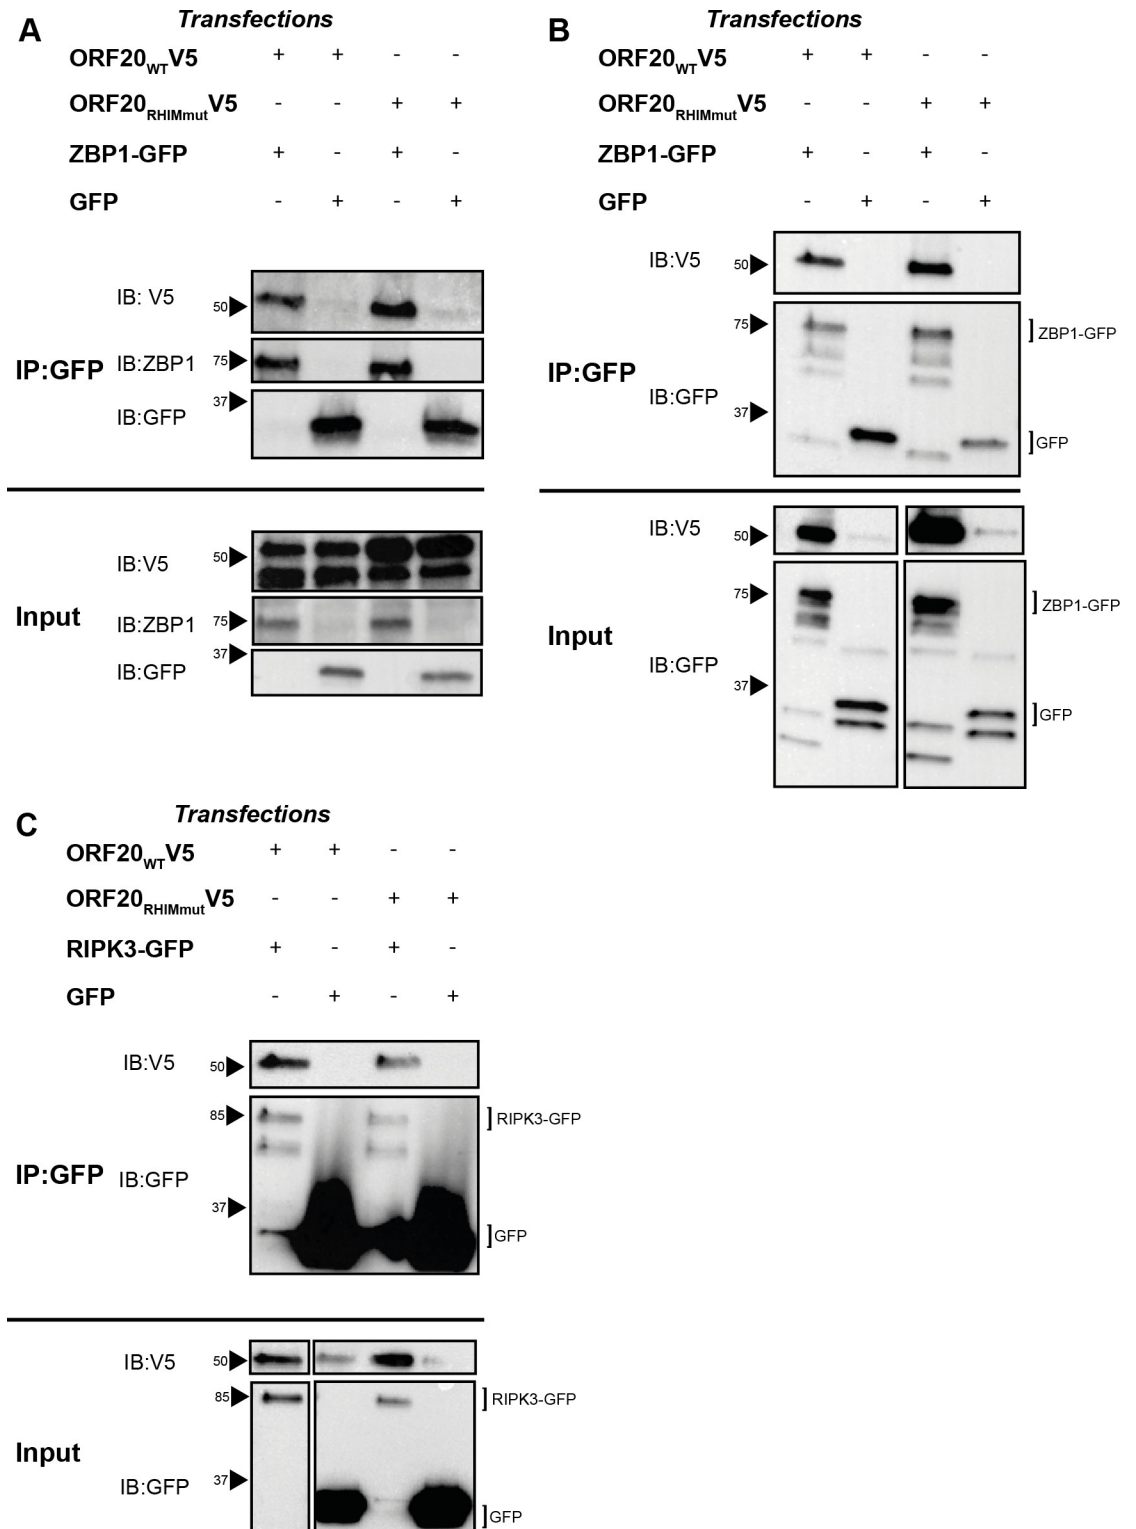 A
Transfections
ORF20WTV5 + + - -
ORF20RHIMmutV5 - - + +
ZBP1-GFP + - + -
GFP - + - +
IP:GFP
IB: V5
50
IB:ZBP1
75
37
IB:GFP
Input
IB:V5
50
IB:ZBP1
75
37
IB:GFP
B
Transfections
ORF20WTV5 + + - -
ORF20RHIMmutV5 - - + +
ZBP1-GFP + - + -
GFP - + - +
IB:V5
50
75
]ZBP1-GFP
IP:GFP
IB:GFP
37
]GFP
IB:V5
50
75
]ZBP1-GFP
Input
IB:GFP
37
]GFP
C
Transfections
ORF20WTV5 + + - -
ORF20RHIMmutV5 - - + +
RIPK3-GFP + - + -
GFP - + - +
IB:V5
50
85
]RIPK3-GFP
IP:GFP
IB:GFP
37
]GFP
IB:V5
50
85
]RIPK3-GFP
Input
37
IB:GFP
]GFP